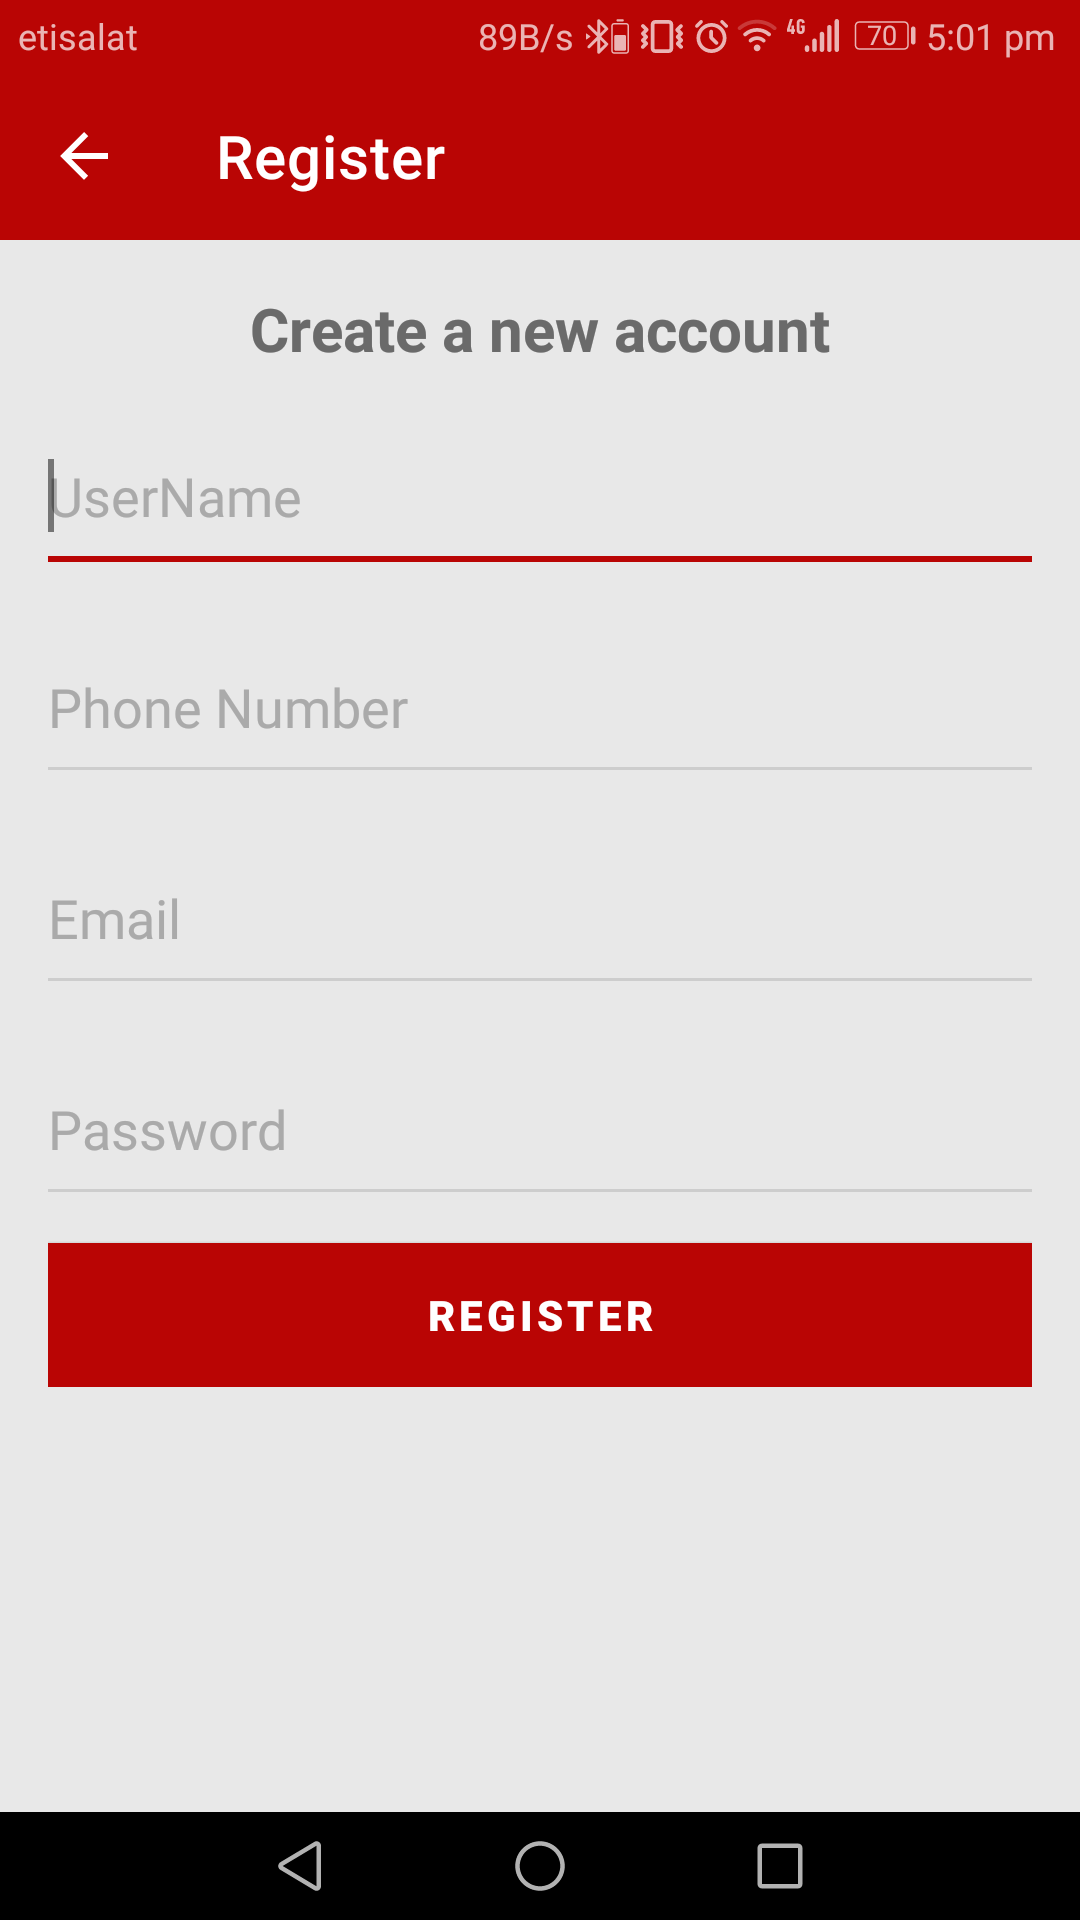 etisalat 89B/s 4G 70 5:01 pm
Register
Create a new account
UserName
Phone Number
Email
Password
REGISTER